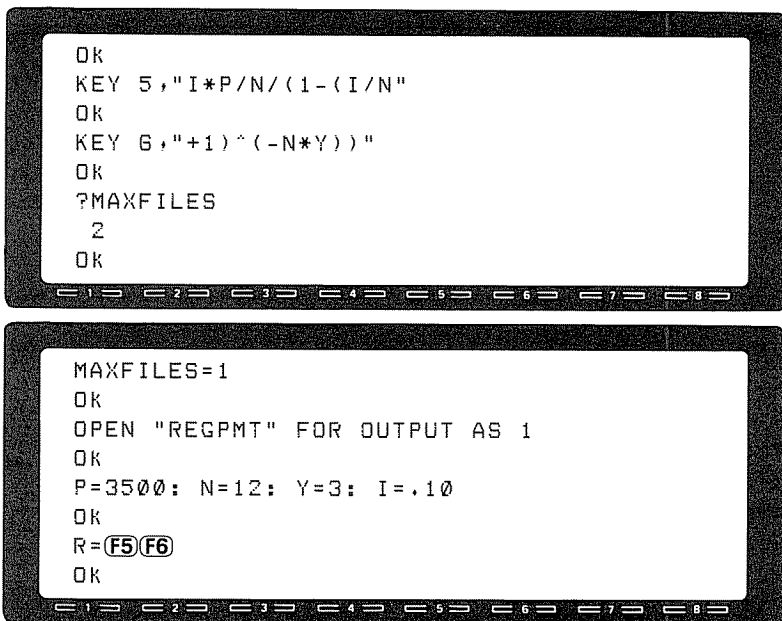 Ok
KEY 5,"I*P/N/(1-(I/N"
Ok
KEY 6,"+1)^(-N*Y))"
Ok
?MAXFILES
2
Ok
1 2 3 4 5 6 7 8
MAXFILES=1
Ok
OPEN "REGPMT" FOR OUTPUT AS 1
Ok
P=3500: N=12: Y=3: I=.10
Ok
R=F5F6
Ok
1 2 3 4 5 6 7 8